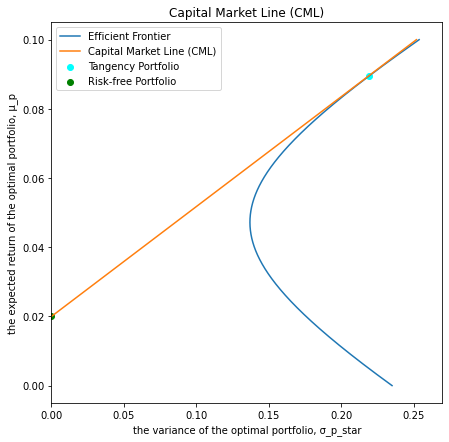 Capital Market Line (CML)
Efficient Frontier
Capital Market Line (CML)
Tangency Portfolio
Risk-free Portfolio
the expected return of the optimal portfolio, μ_p
0.10
0.08
0.06
0.04
0.02
0.00
0.00 0.05 0.10 0.15 0.20 0.25
the variance of the optimal portfolio, σ_p_star